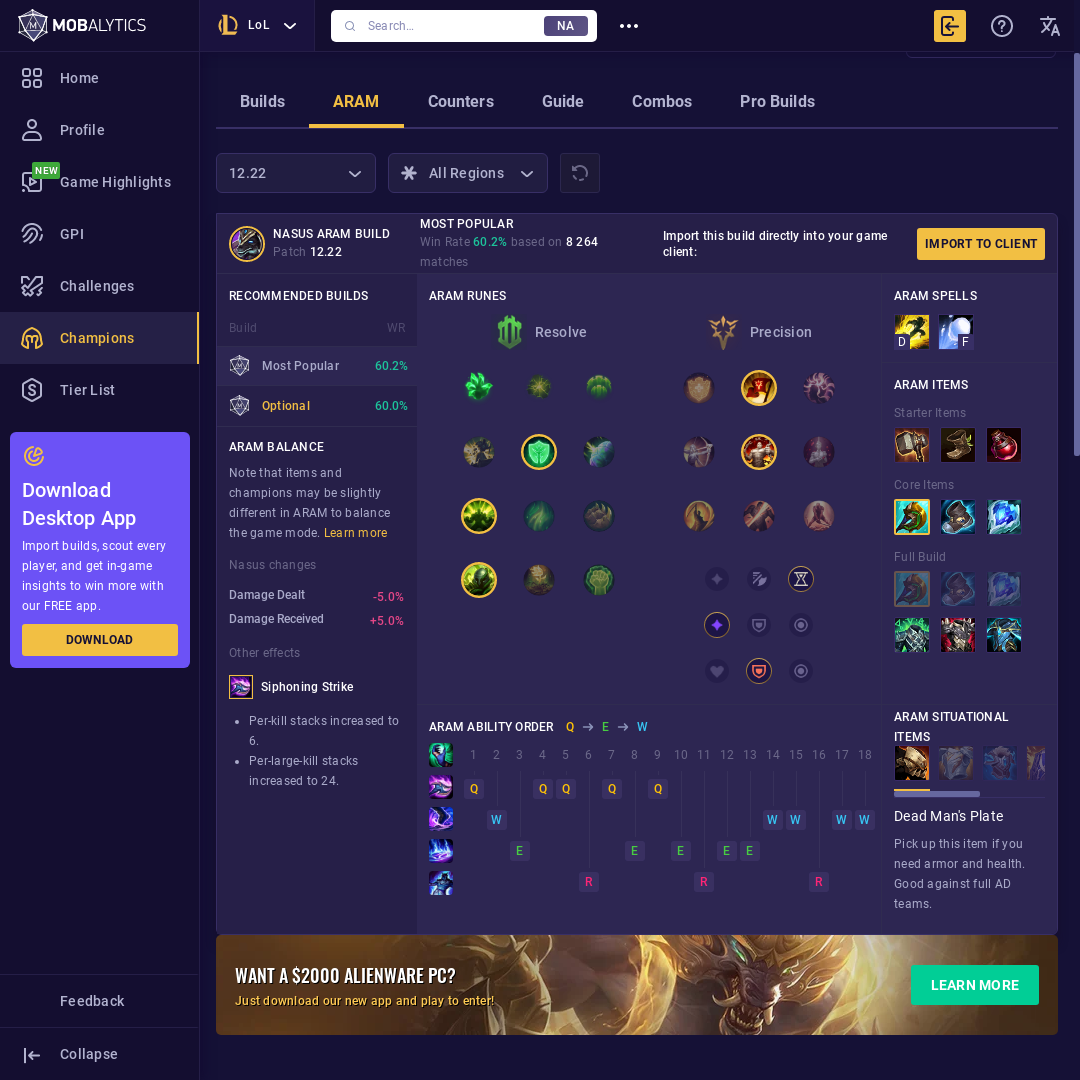 MOBALYTICS
LoL
Search...
NA
Home
Profile
NEW
Game Highlights
GPI
Challenges
Champions
Tier List
Download
Desktop App
Import builds, scout every
player, and get in-game
insights to win more with
our FREE app.
DOWNLOAD
Feedback
Collapse
Builds
ARAM
Counters
Guide
Combos
Pro Builds
12.22
All Regions
NASUS ARAM BUILD
Patch 12.22
MOST POPULAR
Win Rate 60.2% based on 8 264
matches
Import this build directly into your game
client:
IMPORT TO CLIENT
RECOMMENDED BUILDS
Build WR
Most Popular 60.2%
Optional 60.0%
ARAM BALANCE
Note that items and
champions may be slightly
different in ARAM to balance
the game mode. Learn more
Nasus changes
Damage Dealt -5.0%
Damage Received +5.0%
Other effects
Siphoning Strike
Per-kill stacks increased to
6.
Per-large-kill stacks
increased to 24.
ARAM RUNES
Resolve
Precision
ARAM ABILITY ORDER Q E W
1 2 3 4 5 6 7 8 9 10 11 12 13 14 15 16 17 18
Q Q Q Q Q
W W W W W
E E E E E
R R R
ARAM SPELLS
D F
ARAM ITEMS
Starter Items
Core Items
Full Build
ARAM SITUATIONAL
ITEMS
Dead Man's Plate
Pick up this item if you
need armor and health.
Good against full AD
teams.
WANT A $2000 ALIENWARE PC?
Just download our new app and play to enter!
LEARN MORE